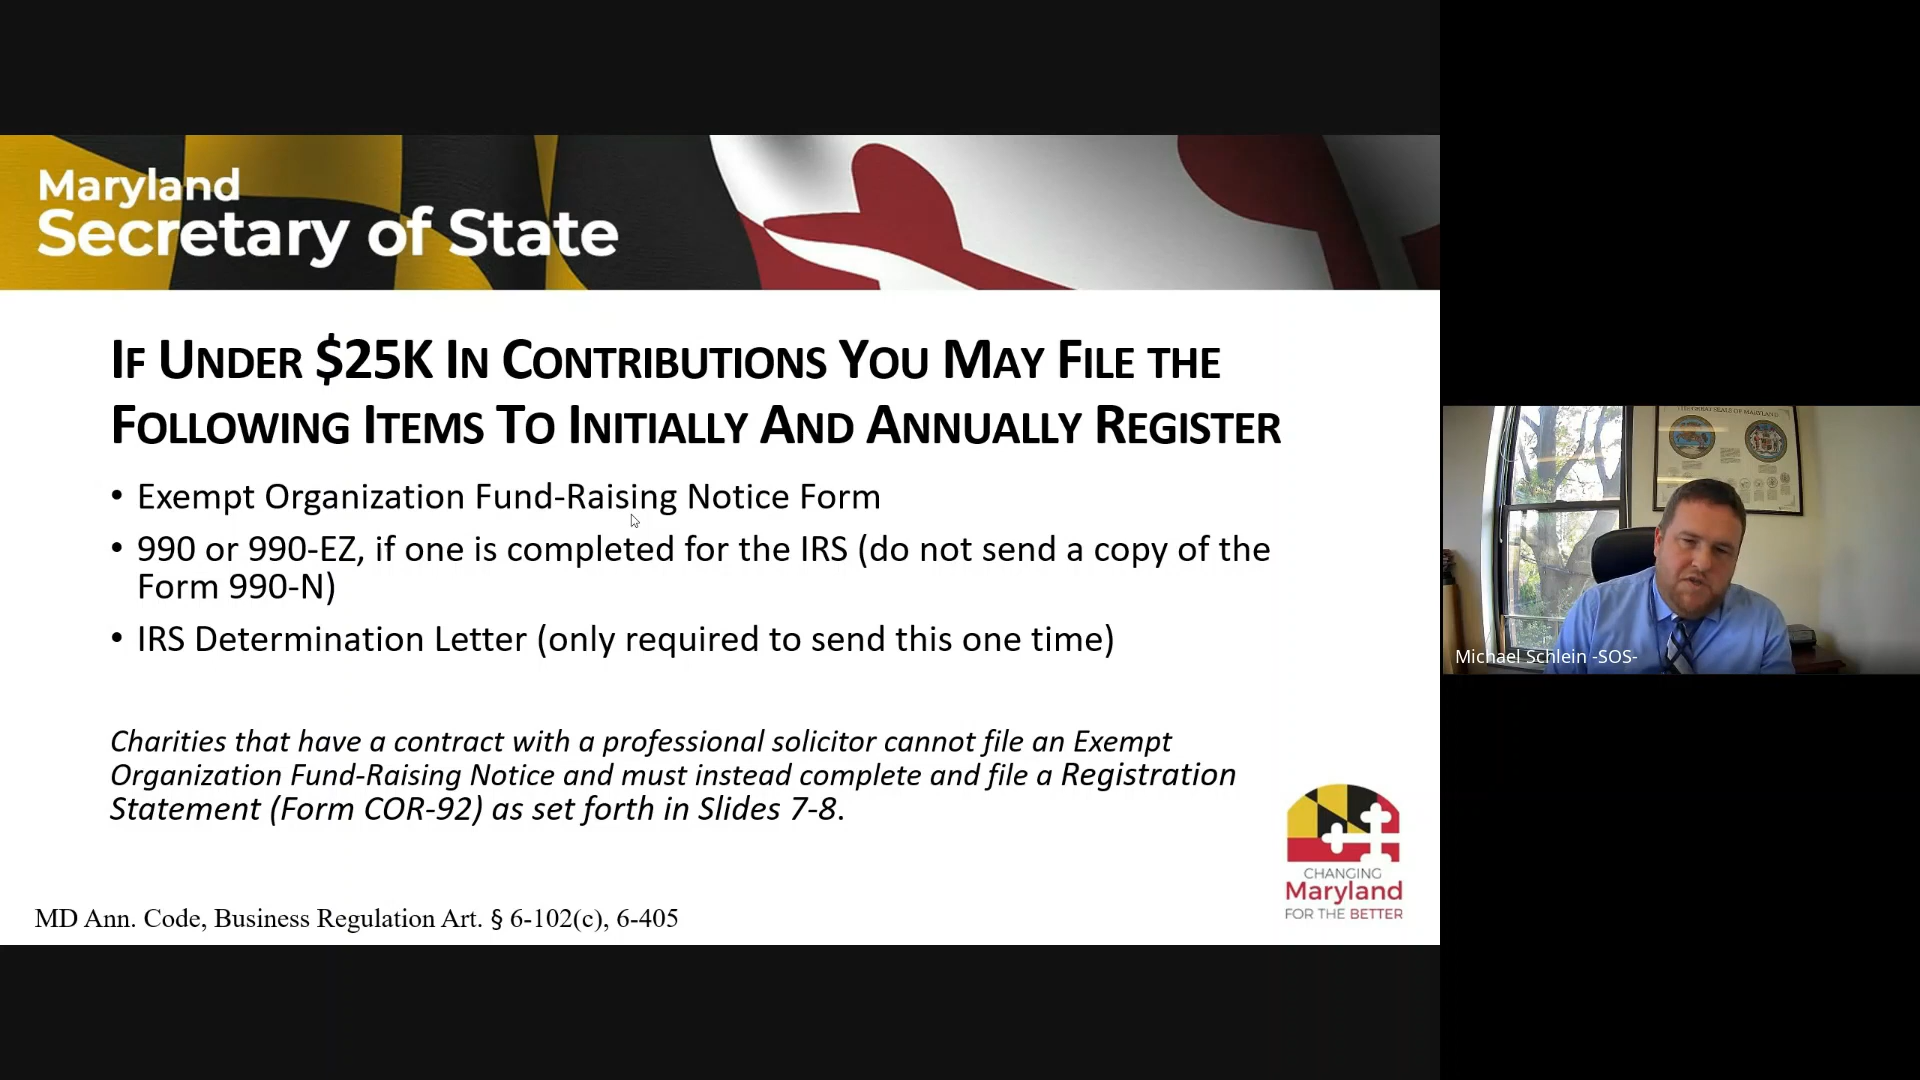 Maryland
Secretary of State
IF UNDER $25K IN CONTRIBUTIONS YOU MAY FILE THE
FOLLOWING ITEMS TO INITIALLY AND ANNUALLY REGISTER
• Exempt Organization Fund-Raising Notice Form
• 990 or 990-EZ, if one is completed for the IRS (do not send a copy of the
Form 990-N)
• IRS Determination Letter (only required to send this one time)
Charities that have a contract with a professional solicitor cannot file an Exempt
Organization Fund-Raising Notice and must instead complete and file a Registration
Statement (Form COR-92) as set forth in Slides 7-8.
CHANGING
Maryland
FOR THE BETTER
MD Ann. Code, Business Regulation Art. § 6-102(c), 6-405
THE GREAT SEALS OF MARYLAND
Michael Schlein -SOS-